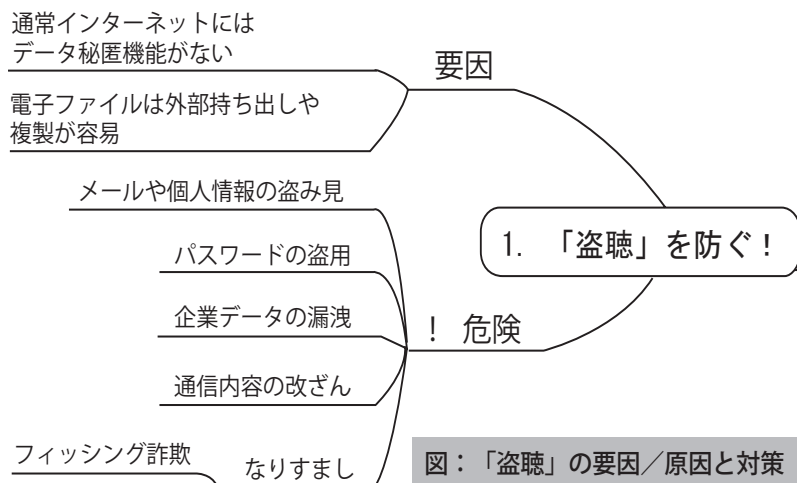 通常インターネットには
データ秘匿機能がない
要因
電子ファイルは外部持ち出しや
複製が容易
メールや個人情報の盗み見
1. 「盗聴」を防ぐ！
パスワードの盗用
企業データの漏洩
！ 危険
通信内容の改ざん
フィッシング詐欺
なりすまし
図：「盗聴」の要因／原因と対策